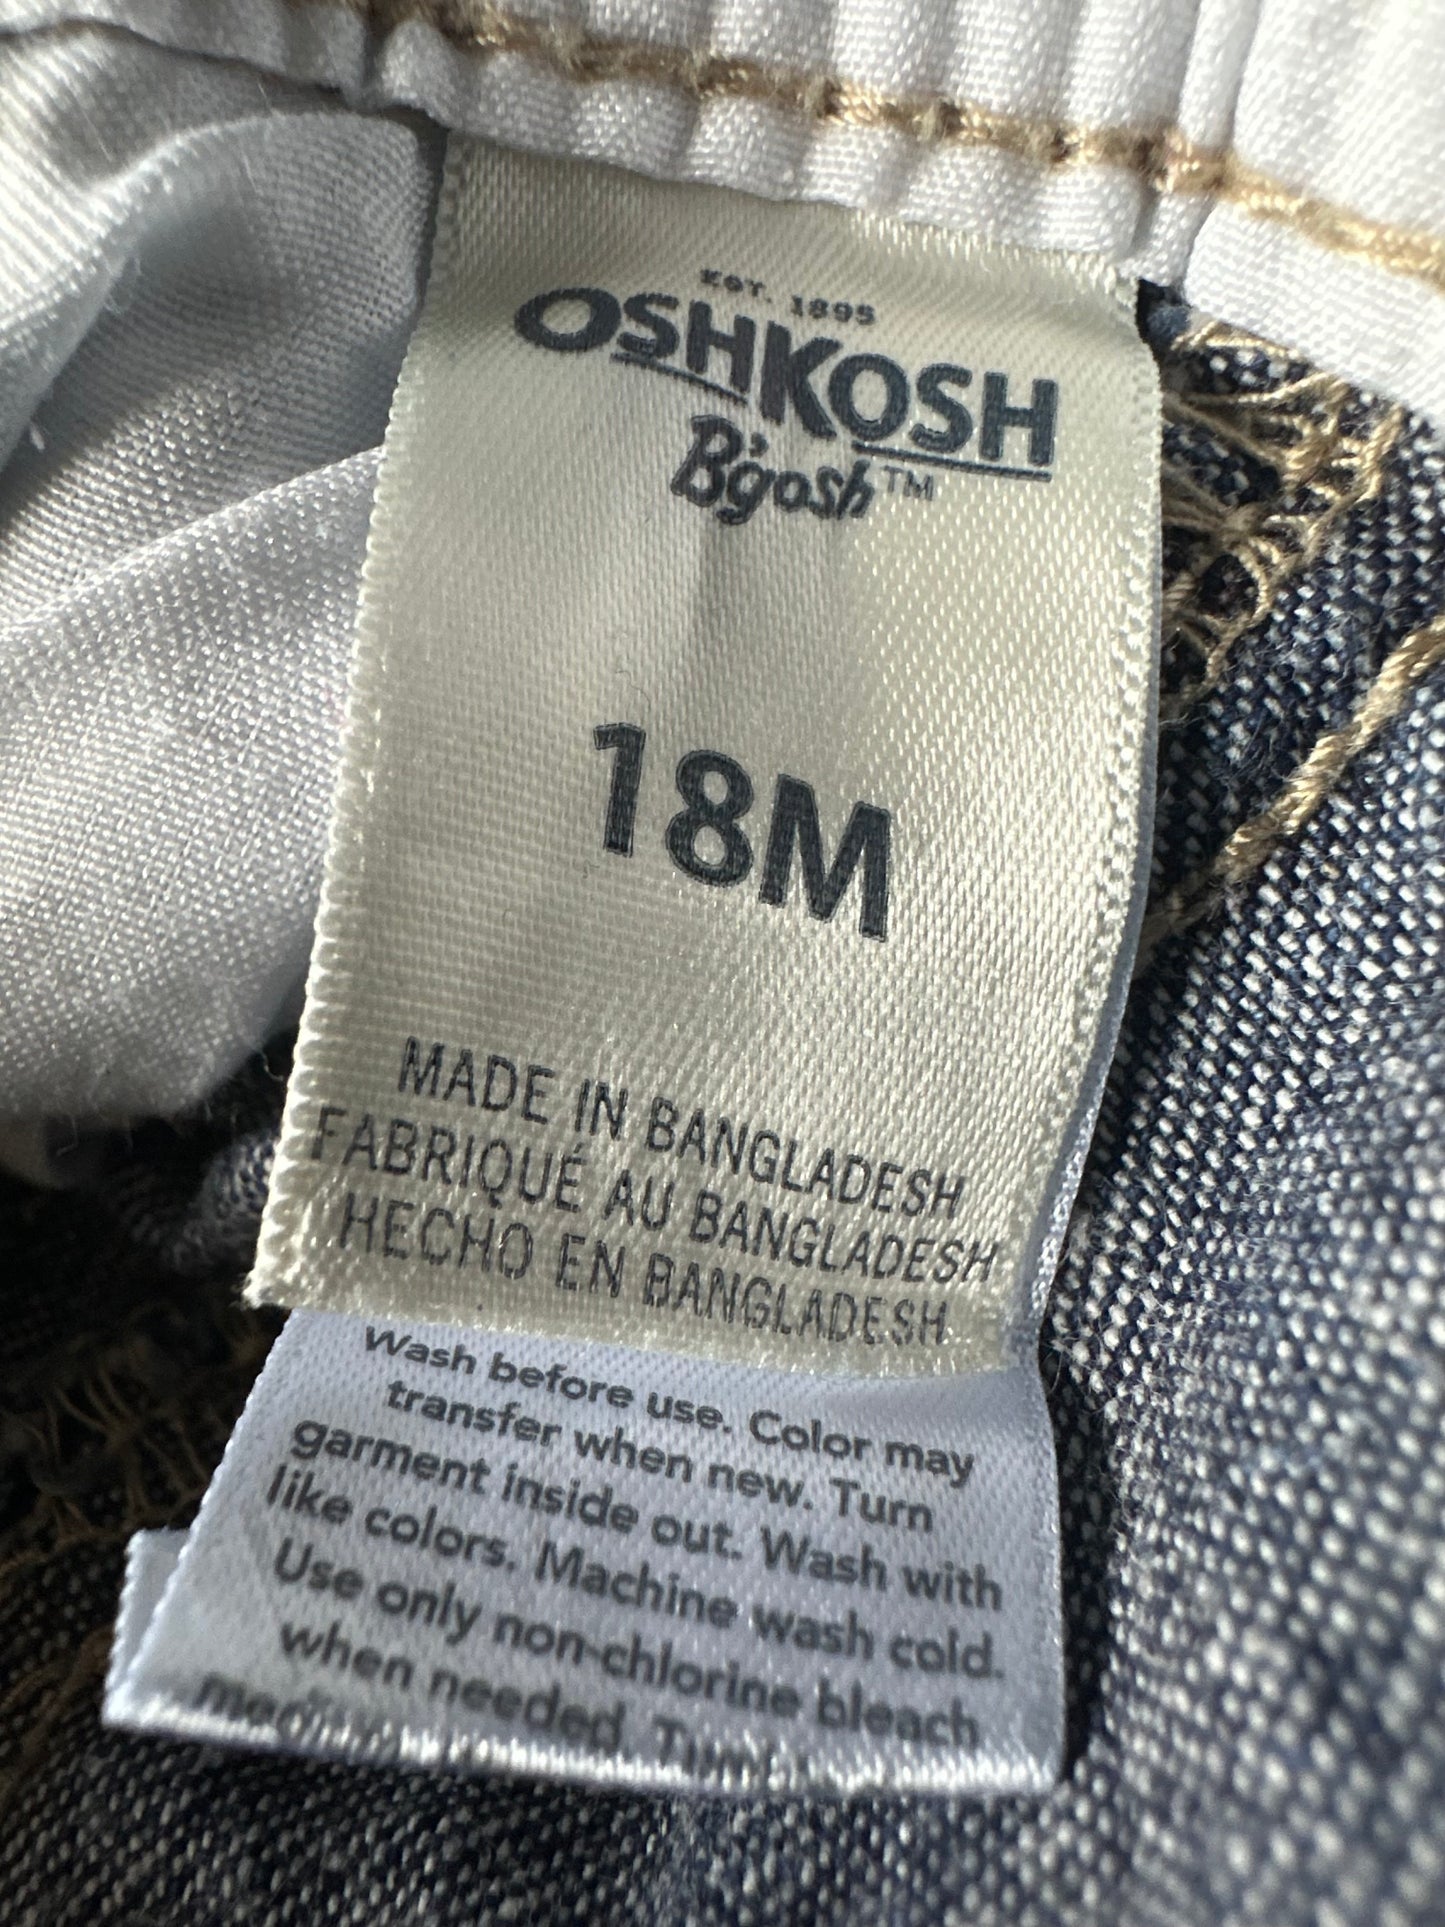 EST. 1895
OSHKOSH
B'gosh™
18M
MADE IN BANGLADESH
FABRIQUÉ AU BANGLADESH
HECHO EN BANGLADESH
Wash before use. Color may
transfer when new. Turn
garment inside out. Wash with
like colors. Machine wash cold.
Use only non-chlorine bleach
when needed. Tumble